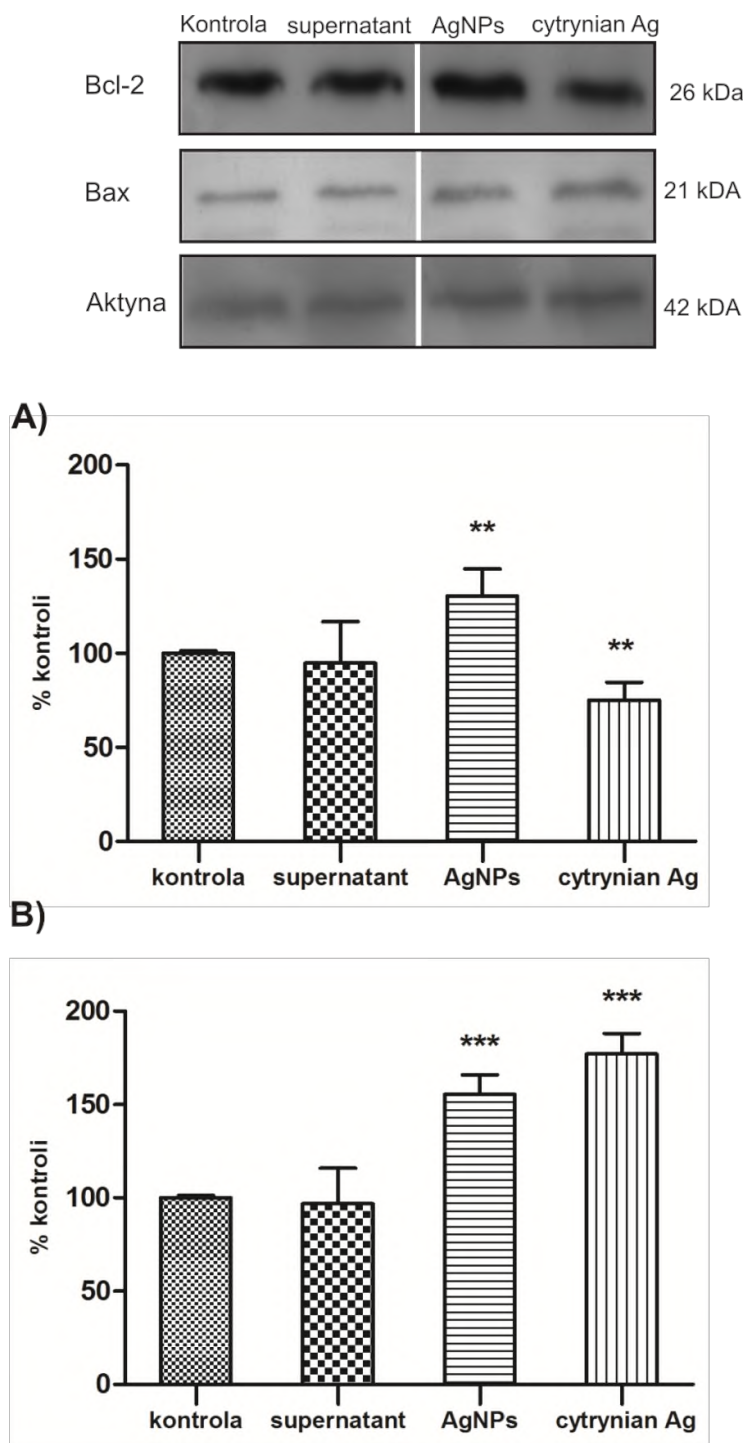 Kontrola supernatant AgNPs cytrynian Ag
Bcl-2 26 kDa
Bax 21 kDA
Aktyna 42 kDA
A)
200
150
100
50
0
% kontroli
**
**
kontrola supernatant AgNPs cytrynian Ag
B)
200
150
100
50
0
% kontroli
***
***
kontrola supernatant AgNPs cytrynian Ag